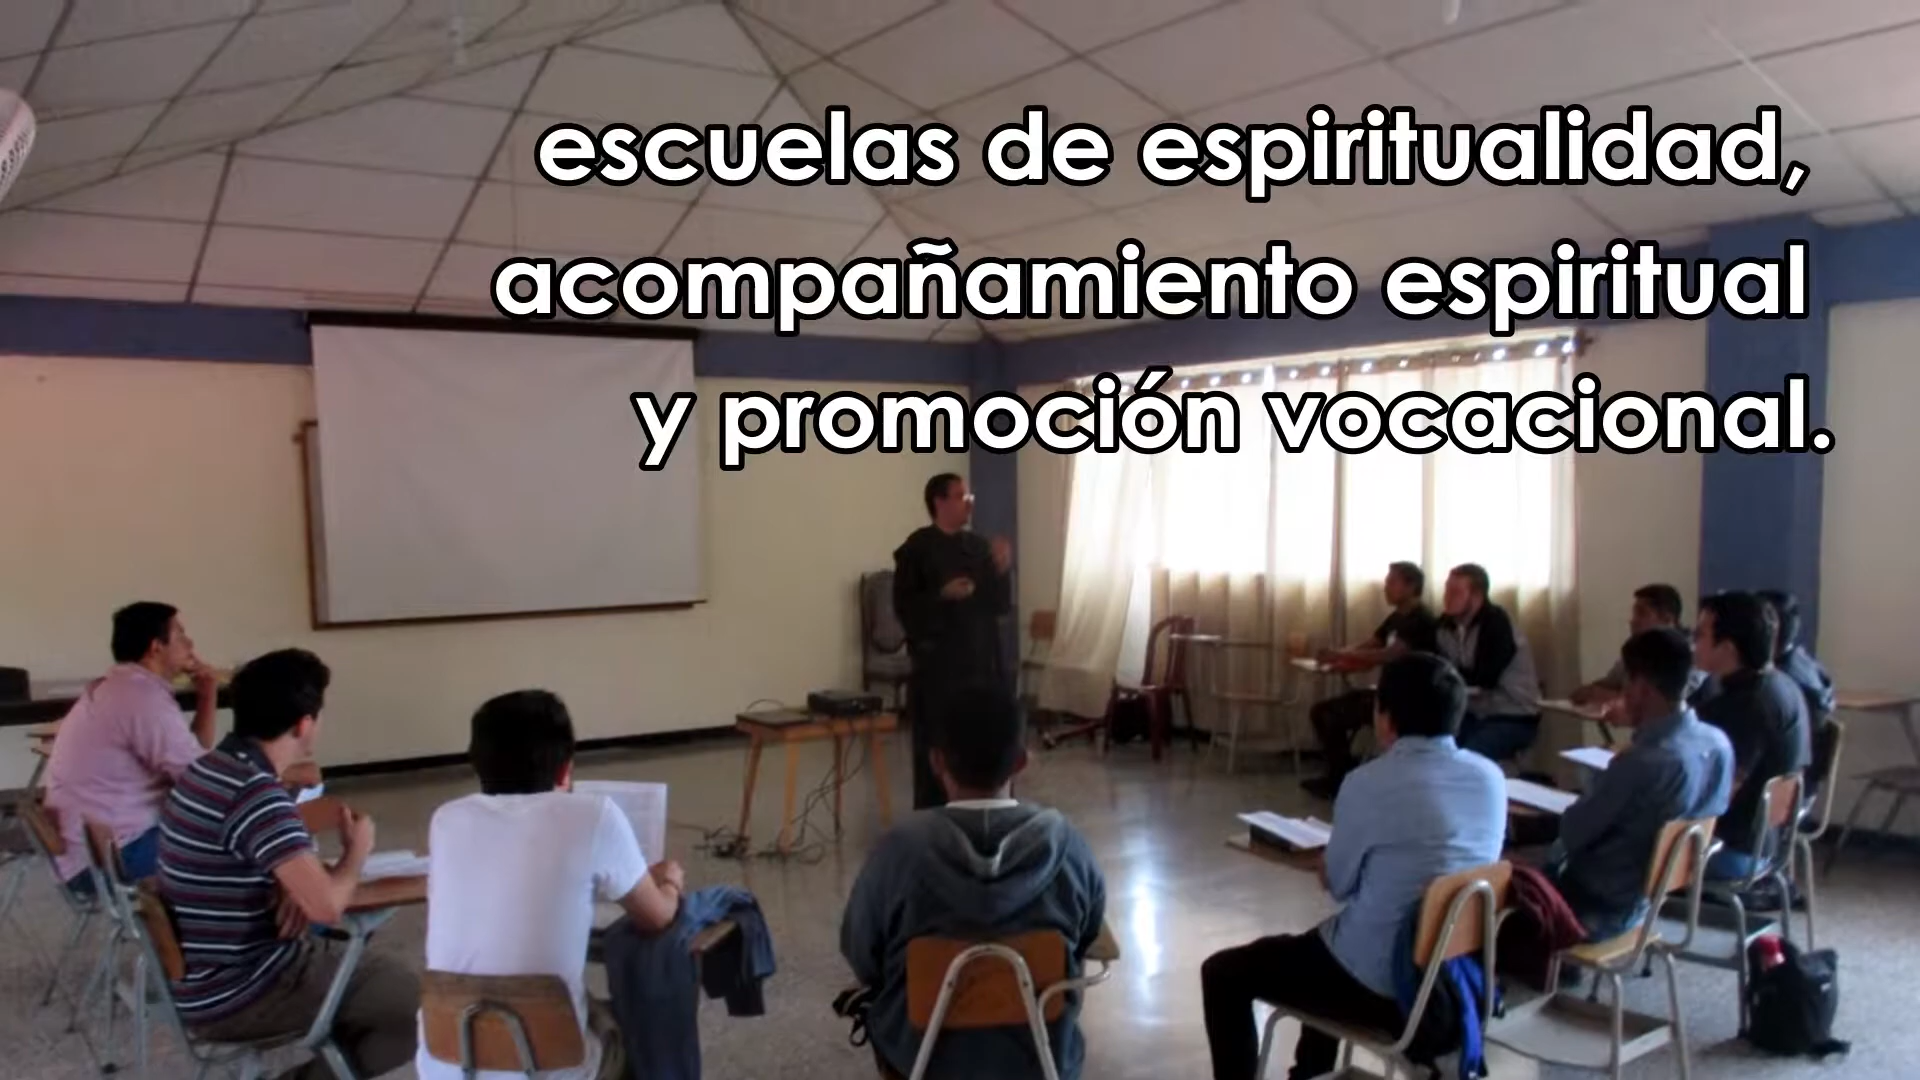 escuelas de espiritualidad,
acompañamiento espiritual
y promoción vocacional.